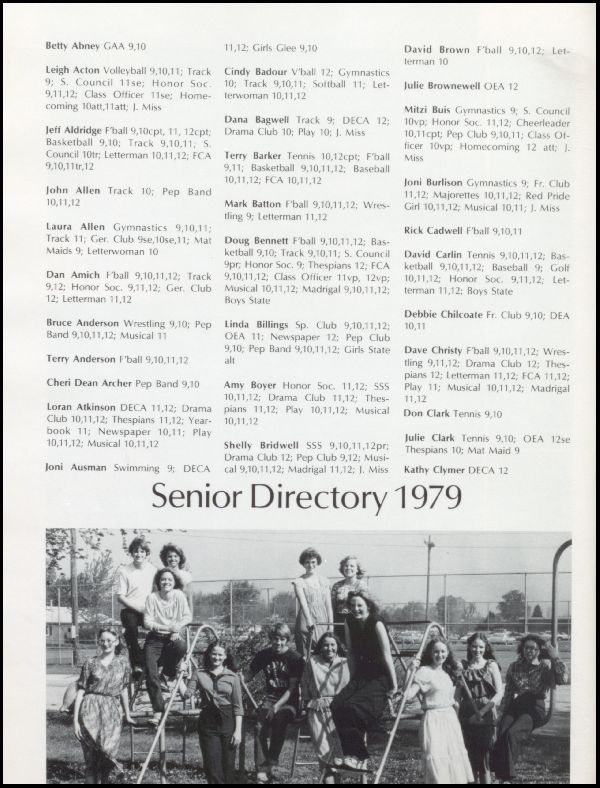 Betty Abney GAA 9,10
Leigh Acton Volleyball 9,10,11; Track
9; S. Council 11se; Honor Soc.
9,11,12; Class Officer 11se; Home-
coming 10att,11att; J. Miss
Jeff Aldridge F'ball 9,10cpt, 11, 12cpt;
Basketball 9,10; Track 9,10,11; S.
Council 10tr; Letterman 10,11,12; FCA
9,10,11tr,12
John Allen Track 10; Pep Band
10,11,12
Laura Allen Gymnastics 9,10,11;
Track 11; Ger. Club 9se,10se,11; Mat
Maids 9; Letterwoman 10
Dan Amich F'ball 9,10,11,12; Track
9,12; Honor Soc. 9,11,12; Ger. Club
12; Letterman 11,12
Bruce Anderson Wrestling 9,10; Pep
Band 9,10,11,12; Musical 11
Terry Anderson F'ball 9,10,11,12
Cheri Dean Archer Pep Band 9,10
Loran Atkinson DECA 11,12; Drama
Club 10,11,12; Thespians 11,12; Year-
book 11; Newspaper 10,11; Play
10,11,12; Musical 10,11,12
Joni Ausman Swimming 9; DECA
11,12; Girls Glee 9,10
Cindy Badour V'ball 12; Gymnastics
10; Track 9,10,11; Softball 11; Let-
terwoman 10,11,12
Dana Bagwell Track 9; DECA 12;
Drama Club 10; Play 10; J. Miss
Terry Barker Tennis 10,12cpt; F'ball
9,11; Basketball 9,10,11,12; Baseball
10,11,12; FCA 10,11,12
Mark Batton F'ball 9,10,11,12; Wres-
tling 9; Letterman 11,12
Doug Bennett F'ball 9,10,11,12; Bas-
ketball 9,10; Track 9,10,11; S. Council
9pr; Honor Soc. 9; Thespians 12; FCA
9,10,11,12; Class Officer 11vp, 12vp;
Musical 10,11,12; Madrigal 9,10,11,12;
Boys State
Linda Billings Sp. Club 9,10,11,12;
OEA 11; Newspaper 12; Pep Club
9,10; Pep Band 9,10,11,12; Girls State
alt
Amy Boyer Honor Soc. 11,12; SSS
10,11,12; Drama Club 11,12; Thes-
pians 11,12; Play 10,11,12; Musical
10,11,12
Shelly Bridwell SSS 9,10,11,12pr;
Drama Club 12; Pep Club 9,12; Musi-
cal 9,10,11,12; Madrigal 11,12; J. Miss
David Brown F'ball 9,10,12; Let-
terman 10
Julie Brownewell OEA 12
Mitzi Buis Gymnastics 9; S. Council
10vp; Honor Soc. 11,12; Cheerleader
10,11cpt; Pep Club 9,10,11; Class Of-
ficer 10vp; Homecoming 12 att; J.
Miss
Joni Burlison Gymnastics 9; Fr. Club
11,12; Majorettes 10,11,12; Red Pride
Girl 10,11,12; Musical 10,11; J. Miss
Rick Cadwell F'ball 9,10,11
David Carlin Tennis 9,10,11,12; Bas-
ketball 9,10,11,12; Baseball 9; Golf
10,11,12; Honor Soc. 9,11,12; Let-
terman 11,12; Boys State
Debbie Chilcoate Fr. Club 9,10; DEA
10,11
Dave Christy F'ball 9,10,11,12; Wres-
tling 9,11,12; Drama Club 12; Thes-
pians 12; Letterman 11,12; FCA 11,12;
Play 11; Musical 10,11,12; Madrigal
11,12
Don Clark Tennis 9,10
Julie Clark Tennis 9,10; OEA 12se
Thespians 10; Mat Maid 9
Kathy Clymer DECA 12
Senior Directory 1979